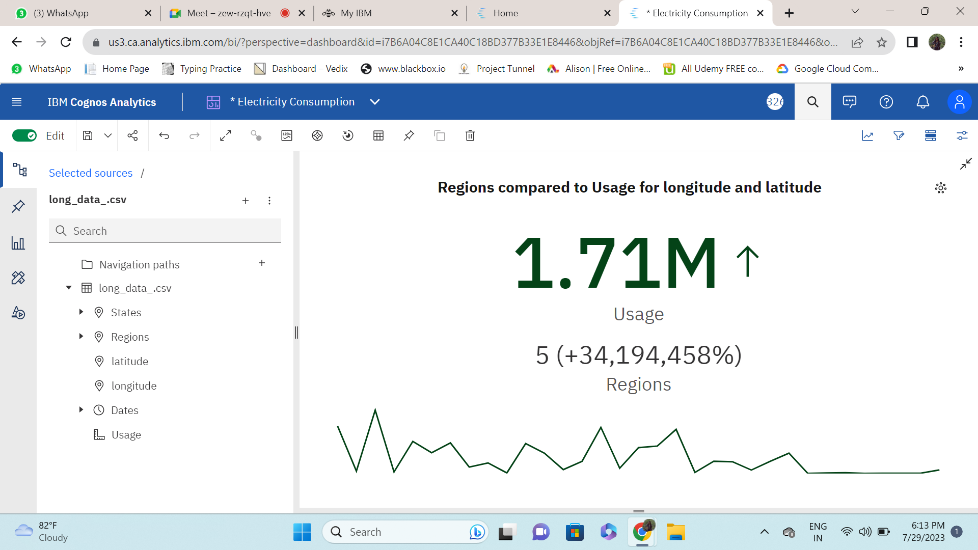 (3) WhatsApp
Meet – zew-rzqt-hve
My IBM
Home
* Electricity Consumption
us3.ca.analytics.ibm.com/bi/?perspective=dashboard&id=i7B6A04C8E1CA40C18BD377B33E1E8446&objRef=i7B6A04C8E1CA40C18BD377B33E1E8446&o...
WhatsApp
Home Page
Typing Practice
Dashboard Vedix
www.blackbox.io
Project Tunnel
Alison | Free Online...
All Udemy FREE co...
Google Cloud Com...
»
IBM Cognos Analytics
* Electricity Consumption
Edit
Selected sources /
long_data_.csv
Search
Navigation paths
long_data_.csv
States
Regions
latitude
longitude
Dates
Usage
Regions compared to Usage for longitude and latitude
1.71M ↑
Usage
5 (+34,194,458%)
Regions
82°F
Cloudy
Search
ENG
IN
6:13 PM
7/29/2023
1